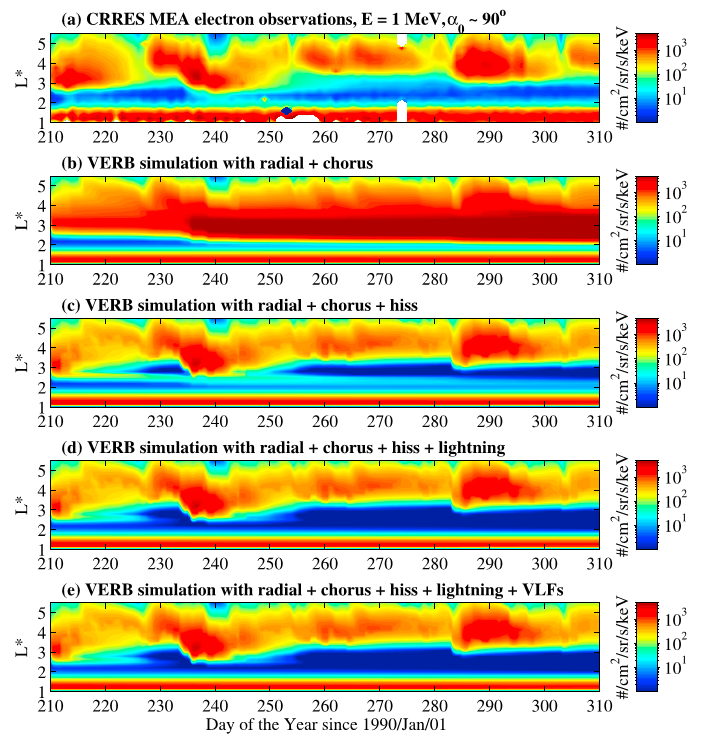 (a) CRRES MEA electron observations, E = 1 MeV, α₀ ~ 90°
L*
5
4
3
2
1
210 220 230 240 250 260 270 280 290 300 310
#/cm²/sr/s/keV
10³
10²
10¹
(b) VERB simulation with radial + chorus
L*
5
4
3
2
1
210 220 230 240 250 260 270 280 290 300 310
#/cm²/sr/s/keV
10³
10²
10¹
(c) VERB simulation with radial + chorus + hiss
L*
5
4
3
2
1
210 220 230 240 250 260 270 280 290 300 310
#/cm²/sr/s/keV
10³
10²
10¹
(d) VERB simulation with radial + chorus + hiss + lightning
L*
5
4
3
2
1
210 220 230 240 250 260 270 280 290 300 310
#/cm²/sr/s/keV
10³
10²
10¹
(e) VERB simulation with radial + chorus + hiss + lightning + VLFs
L*
5
4
3
2
1
210 220 230 240 250 260 270 280 290 300 310
#/cm²/sr/s/keV
10³
10²
10¹
Day of the Year since 1990/Jan/01